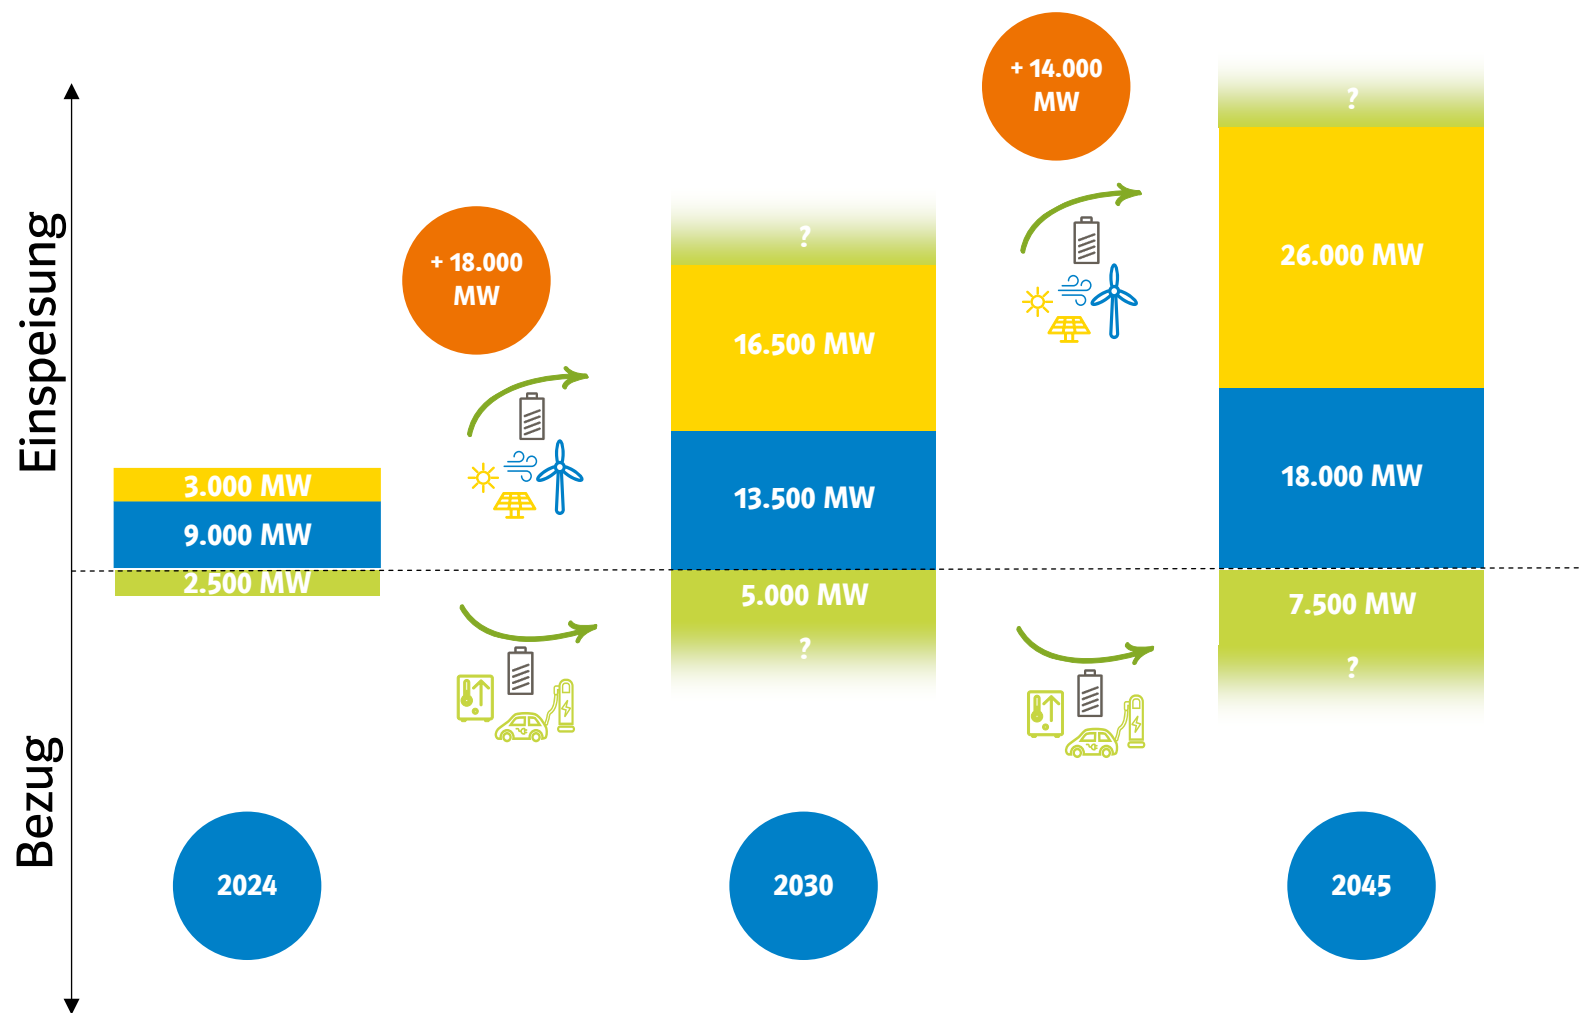 Einspeisung
Bezug
3.000 MW
9.000 MW
2.500 MW
2024
+ 18.000
MW
?
16.500 MW
13.500 MW
5.000 MW
?
2030
+ 14.000
MW
?
26.000 MW
18.000 MW
7.500 MW
?
2045